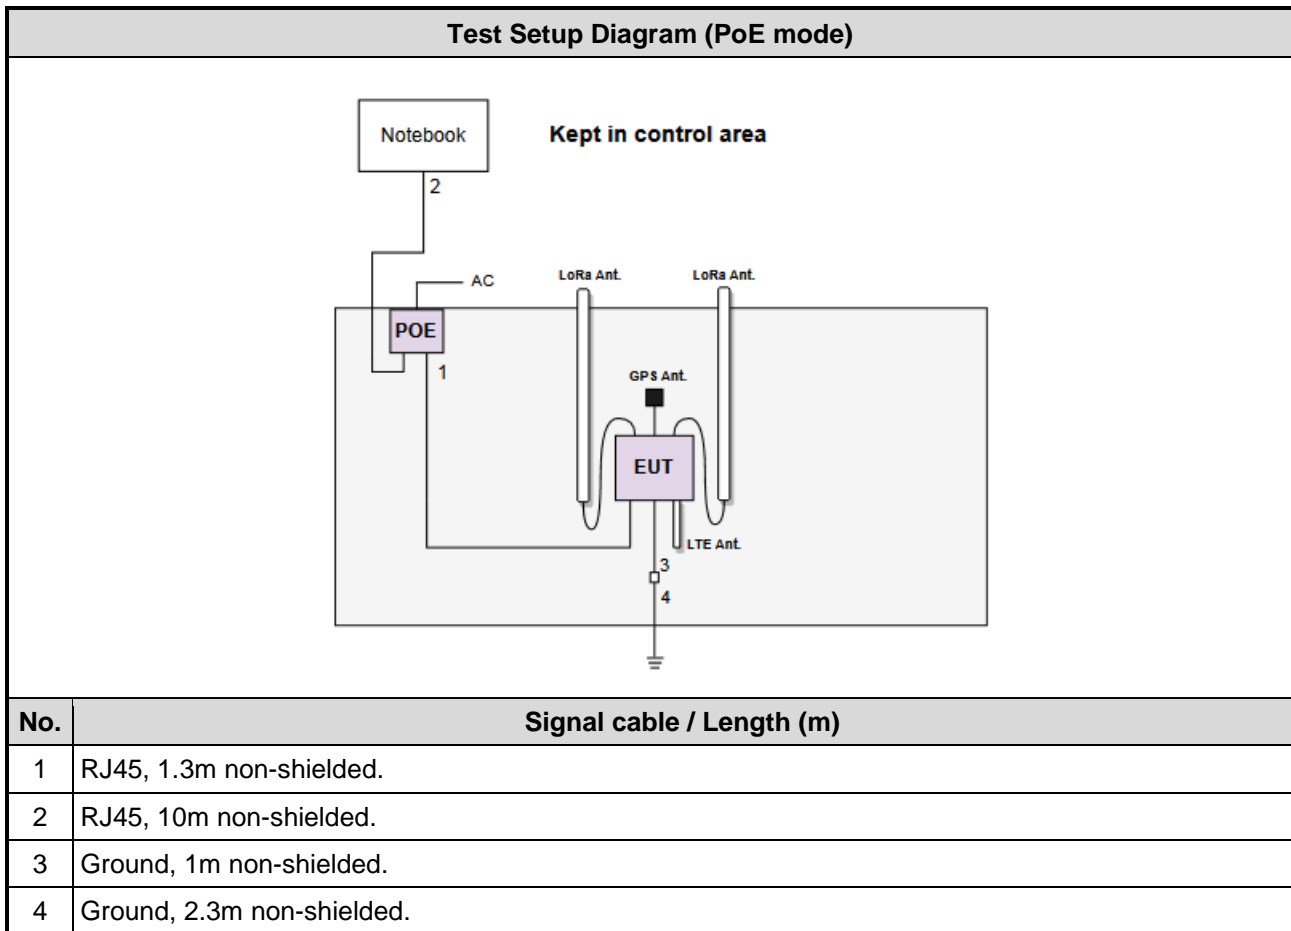 Test Setup Diagram (PoE mode)
Notebook
Kept in control area
2
AC
LoRa Ant.
LoRa Ant.
POE
1
GPS Ant.
EUT
LTE Ant.
3
4
No. Signal cable / Length (m)
1 RJ45, 1.3m non-shielded.
2 RJ45, 10m non-shielded.
3 Ground, 1m non-shielded.
4 Ground, 2.3m non-shielded.